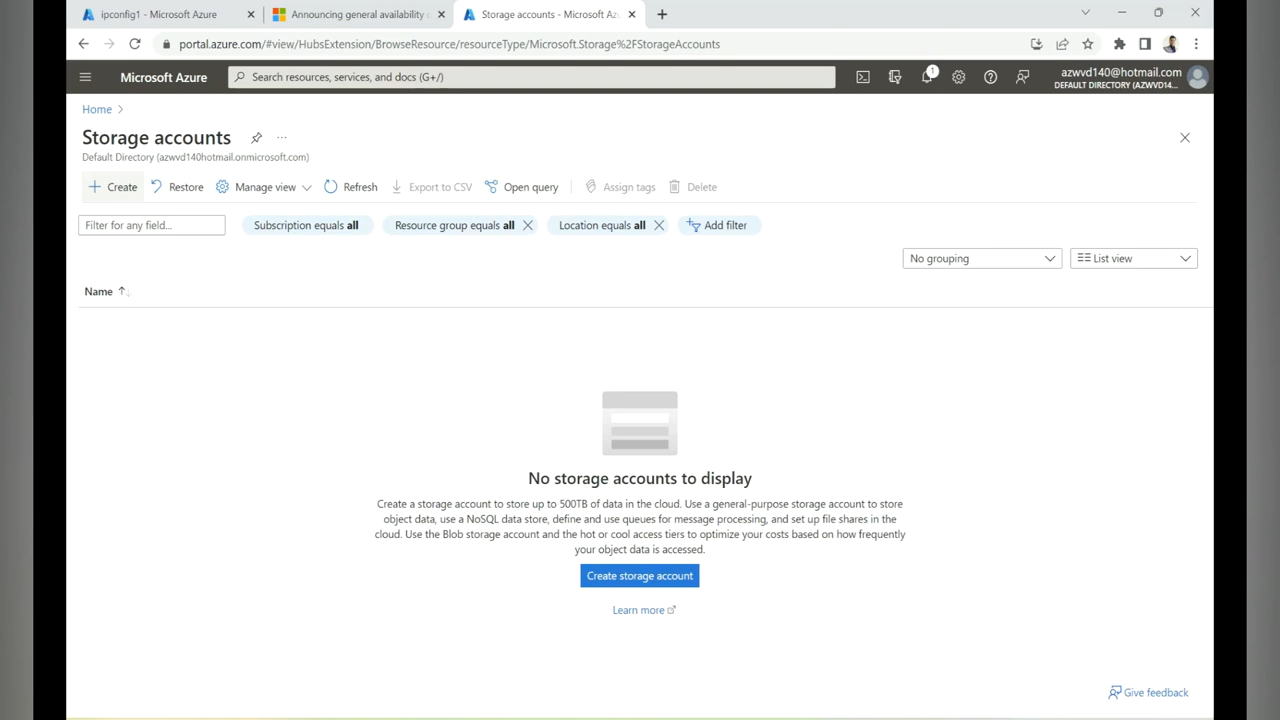 ipconfig1 - Microsoft Azure
Announcing general availability
Storage accounts - Microsoft Az
portal.azure.com/#view/HubsExtension/BrowseResource/resourceType/Microsoft.Storage%2FStorageAccounts
Microsoft Azure
Search resources, services, and docs (G+/)
1
azwvd140@hotmail.com
DEFAULT DIRECTORY (AZWVD14...
Home
Storage accounts
Default Directory (azwvd140hotmail.onmicrosoft.com)
Create
Restore
Manage view
Refresh
Export to CSV
Open query
Assign tags
Delete
Filter for any field...
Subscription equals all
Resource group equals all
Location equals all
Add filter
No grouping
List view
Name
No storage accounts to display
Create a storage account to store up to 500TB of data in the cloud. Use a general-purpose storage account to store
object data, use a NoSQL data store, define and use queues for message processing, and set up file shares in the
cloud. Use the Blob storage account and the hot or cool access tiers to optimize your costs based on how frequently
your object data is accessed.
Create storage account
Learn more
Give feedback